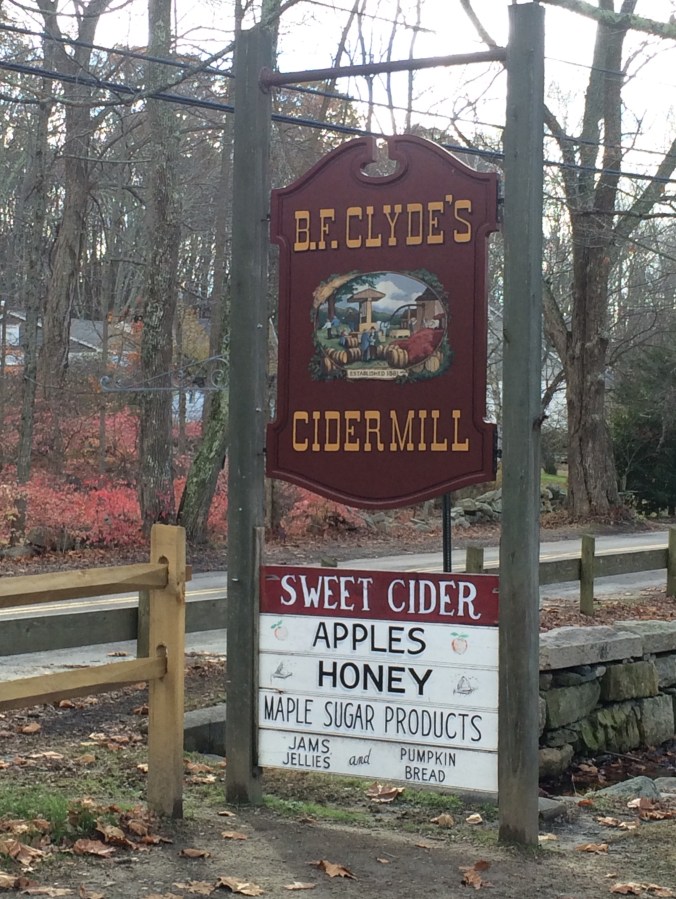 B.F. CLYDE'S
ESTABLISHED 1881
CIDER MILL
SWEET CIDER
APPLES
HONEY
MAPLE SUGAR PRODUCTS
JAMS, JELLIES and PUMPKIN BREAD